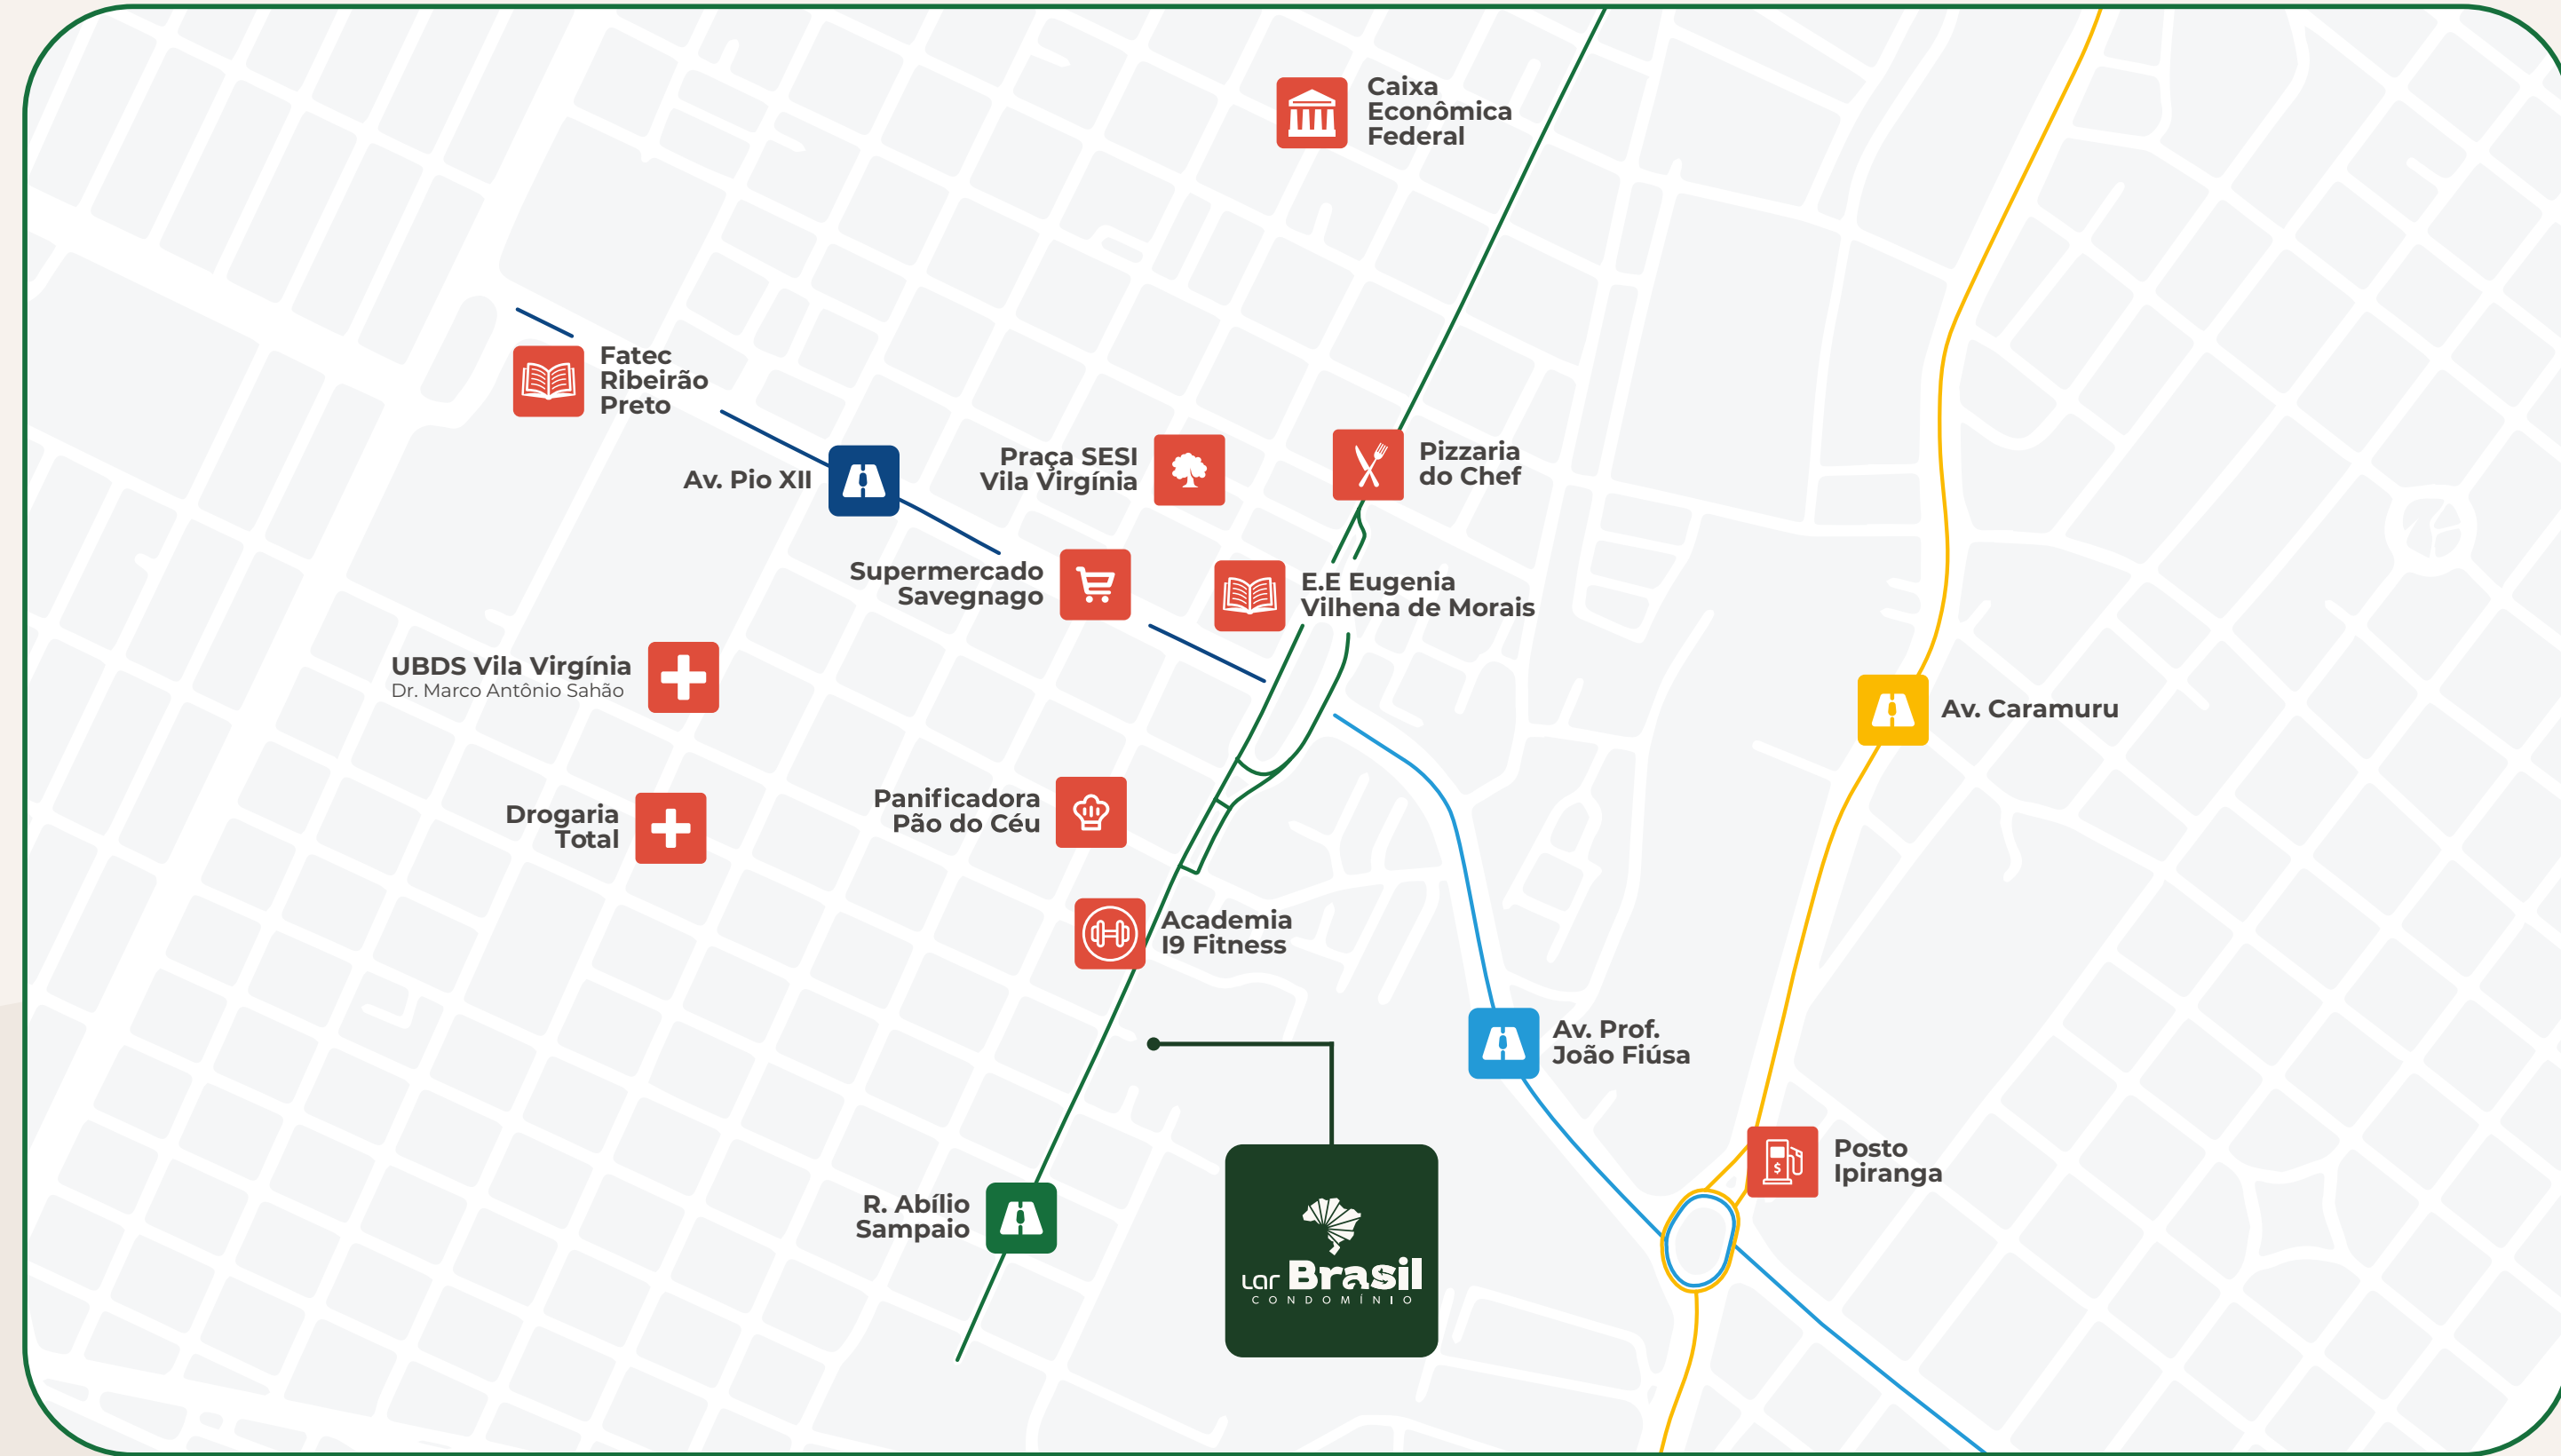 Caixa
Econômica
Federal
Fatec
Ribeirão
Preto
Av. Pio XII
Praça SESI
Vila Virgínia
Pizzaria
do Chef
Supermercado
Savegnago
E.E Eugenia
Vilhena de Morais
UBDS Vila Virgínia
Dr. Marco Antônio Sahão
Av. Caramuru
Drogaria
Total
Panificadora
Pão do Céu
Academia
I9 Fitness
Av. Prof.
João Fiúsa
Posto
Ipiranga
$
R. Abílio
Sampaio
Lar Brasil
CONDOMÍNIO